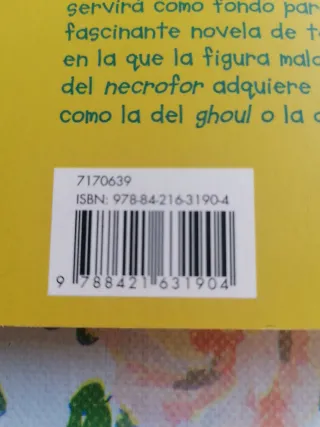 servirá como fondo par
fascinante novela de t
en la que la figura
del necrofor adquiere
como la del ghoul o la
7170639
ISBN: 978-84-216-3190-4
9 788421 631904